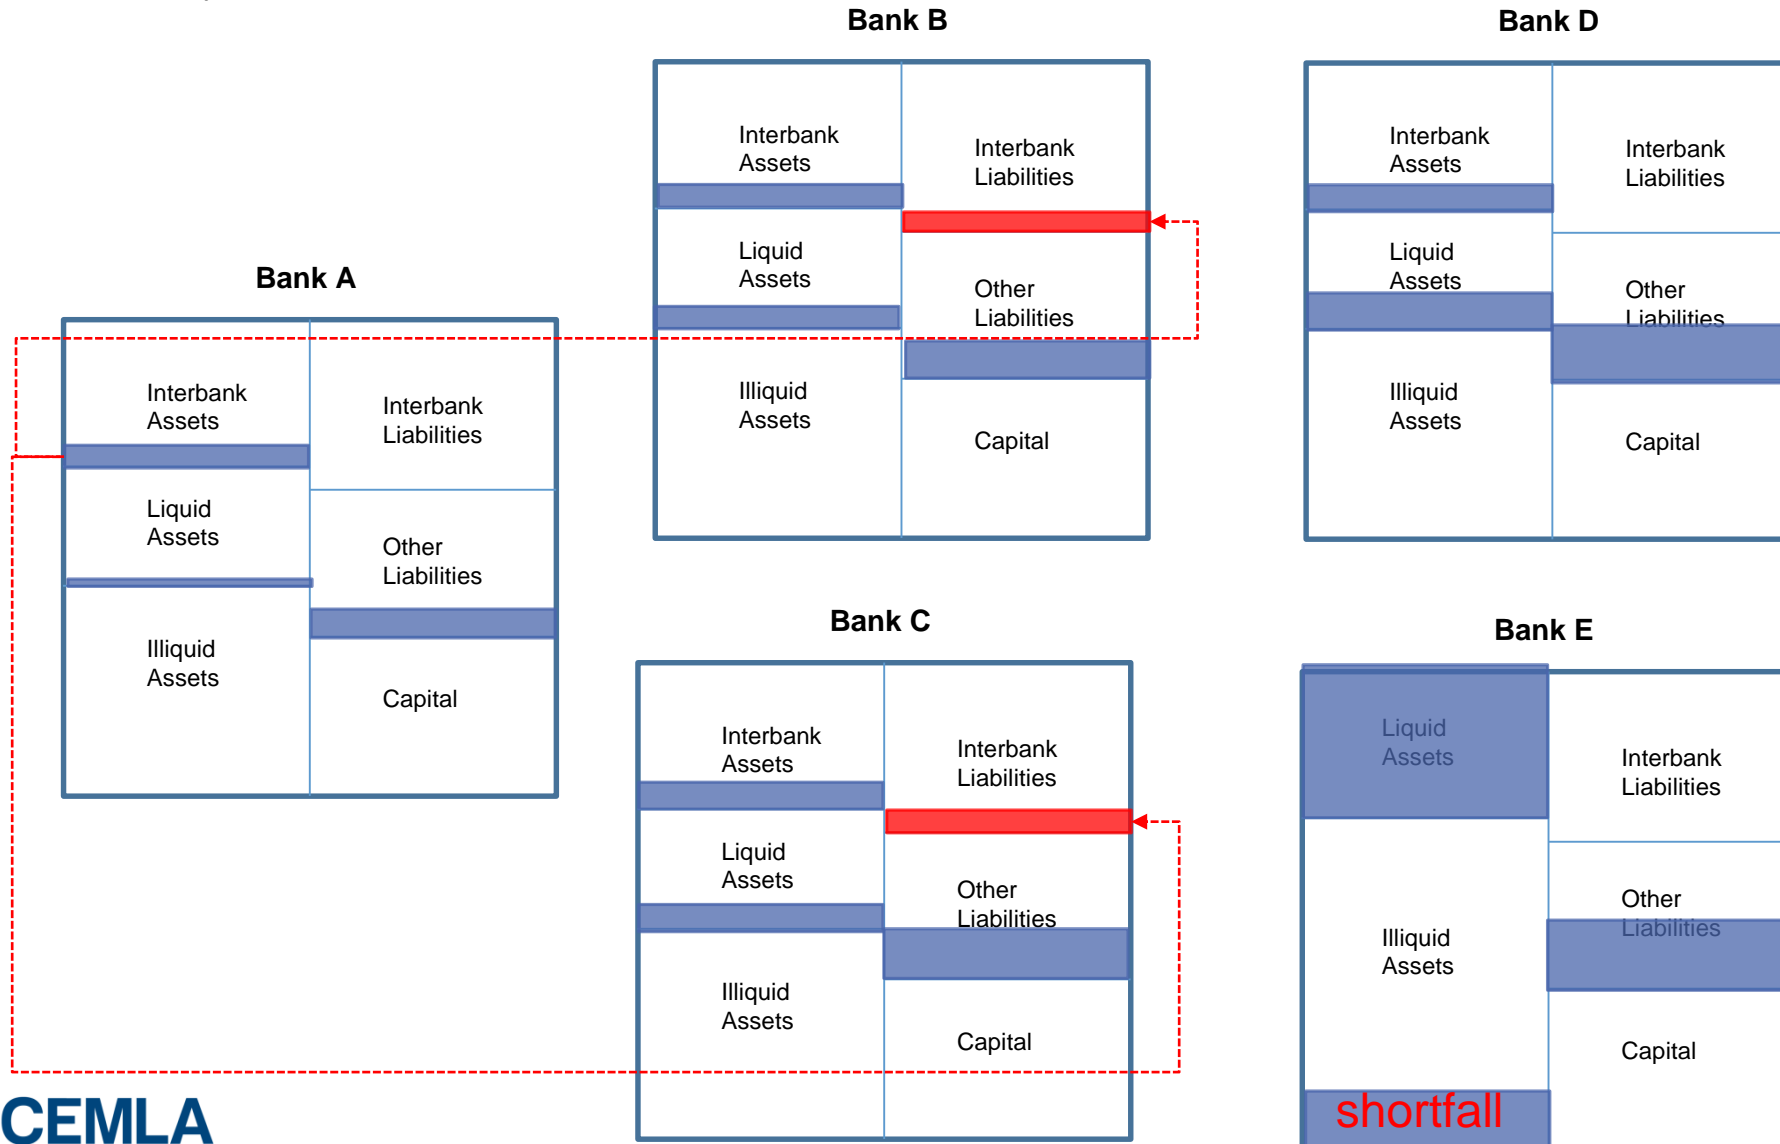 Bank B
Interbank
Assets
Interbank
Liabilities
Liquid
Assets
Other
Liabilities
Illiquid
Assets
Capital
Bank D
Interbank
Assets
Interbank
Liabilities
Liquid
Assets
Other
Liabilities
Illiquid
Assets
Capital
Bank A
Interbank
Assets
Interbank
Liabilities
Liquid
Assets
Other
Liabilities
Illiquid
Assets
Capital
Bank C
Interbank
Assets
Interbank
Liabilities
Liquid
Assets
Other
Liabilities
Illiquid
Assets
Capital
Bank E
Liquid
Assets
Interbank
Liabilities
Other
Liabilities
Illiquid
Assets
Capital
shortfall
CEMLA